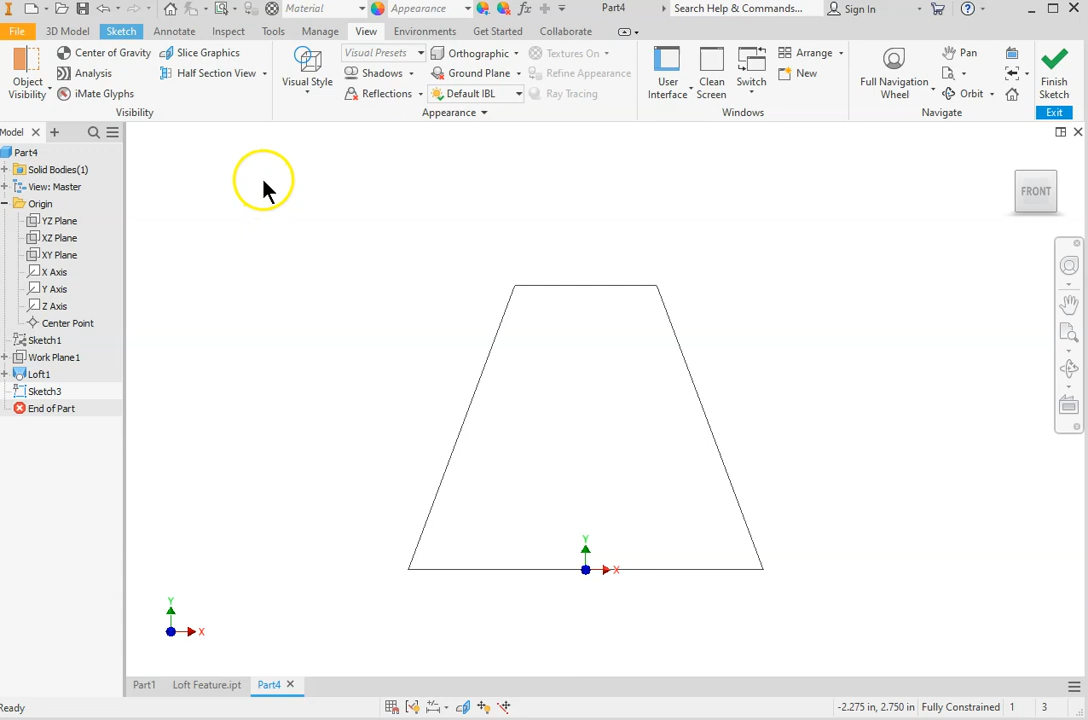 Material
Appearance
Part4
Search Help & Commands...
Sign In
File
3D Model
Sketch
Annotate
Inspect
Tools
Manage
View
Environments
Get Started
Collaborate
Object Visibility
Center of Gravity
Analysis
iMate Glyphs
Slice Graphics
Half Section View
Visibility
Visual Style
Visual Presets
Shadows
Reflections
Orthographic
Ground Plane
Default IBL
Textures On
Refine Appearance
Ray Tracing
Appearance
User Interface
Clean Screen
Switch
Arrange
New
Windows
Full Navigation Wheel
Pan
Orbit
Navigate
Finish Sketch
Exit
Model
Part4
Solid Bodies(1)
View: Master
Origin
YZ Plane
XZ Plane
XY Plane
X Axis
Y Axis
Z Axis
Center Point
Sketch1
Work Plane1
Loft1
Sketch3
End of Part
FRONT
Y
X
Y
X
Part1
Loft Feature.ipt
Part4
Ready
-2.275 in, 2.750 in
Fully Constrained
1
3